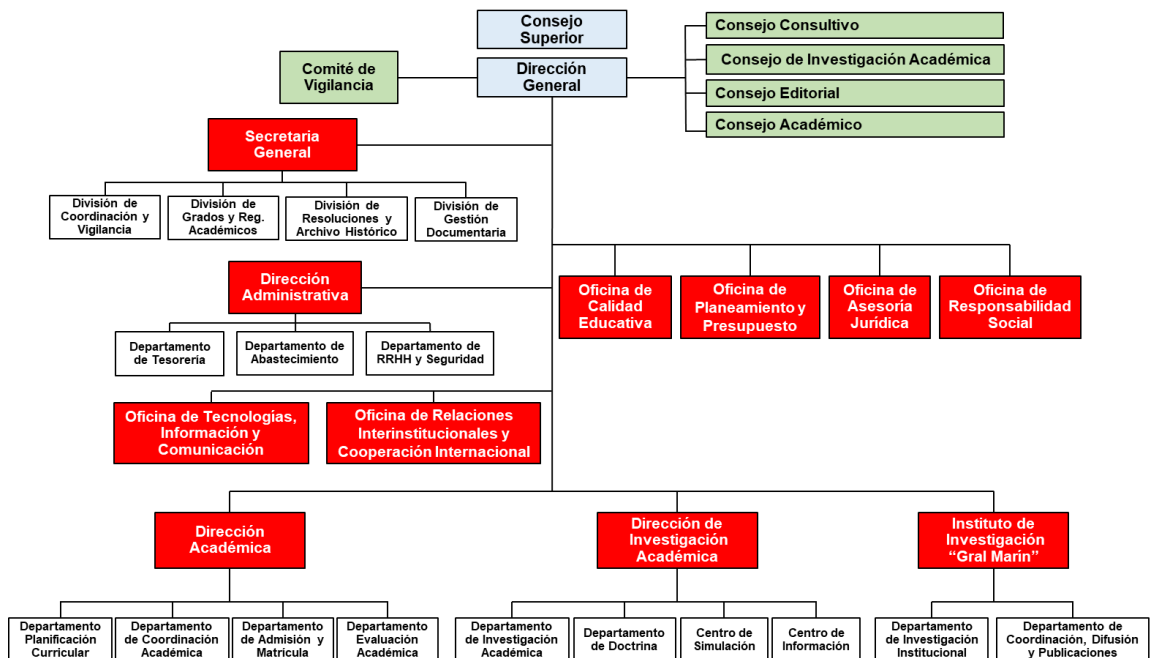 Consejo
Superior
Dirección
General
Comité de
Vigilancia
Consejo Consultivo
Consejo de Investigación Académica
Consejo Editorial
Consejo Académico
Secretaria
General
División de
Coordinación y
Vigilancia
División de
Grados y Reg.
Académicos
División de
Resoluciones y
Archivo Histórico
División de
Gestión
Documentaria
Dirección
Administrativa
Departamento
de Tesorería
Departamento de
Abastecimiento
Departamento de
RRHH y Seguridad
Oficina de
Calidad
Educativa
Oficina de
Planeamiento y
Presupuesto
Oficina de
Asesoría
Jurídica
Oficina de
Responsabilidad
Social
Oficina de Tecnologías,
Información y
Comunicación
Oficina de Relaciones
Interinstitucionales y
Cooperación Internacional
Dirección
Académica
Dirección de
Investigación
Académica
Instituto de
Investigación
“Gral Marín”
Departamento
Planificación
Curricular
Departamento
de Coordinación
Académica
Departamento
de Admisión y
Matrícula
Departamento
Evaluación
Académica
Departamento
de Investigación
Académica
Departamento
de Doctrina
Centro de
Simulación
Centro de
Información
Departamento
de Investigación
Institucional
Departamento de
Coordinación, Difusión
y Publicaciones